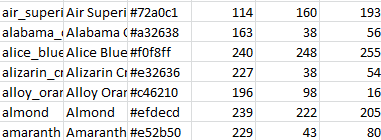 air_superi Air Superi #72a0c1 114 160 193
alabama_ Alabama C #a32638 163 38 56
alice_blue Alice Blue #f0f8ff 240 248 255
alizarin_cr Alizarin Cr #e32636 227 38 54
alloy_orar Alloy Orar #c46210 196 98 16
almond Almond #efdecd 239 222 205
amaranth Amaranth #e52b50 229 43 80